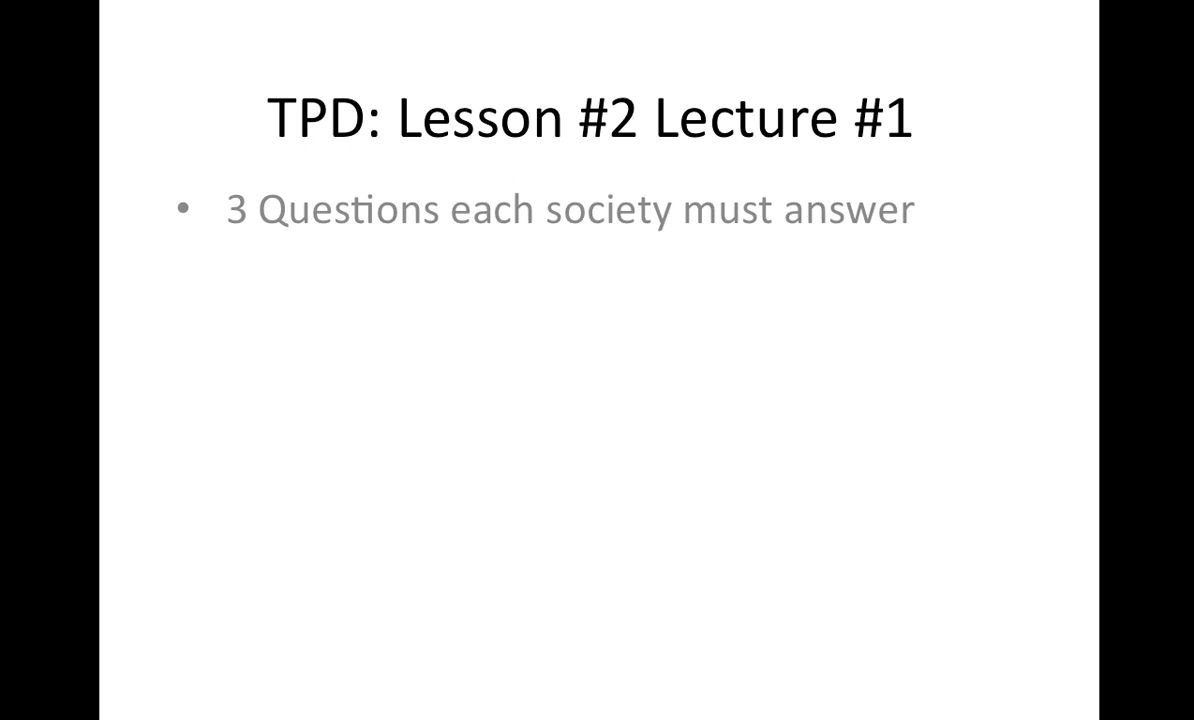 TPD: Lesson #2 Lecture #1
• 3 Questions each society must answer